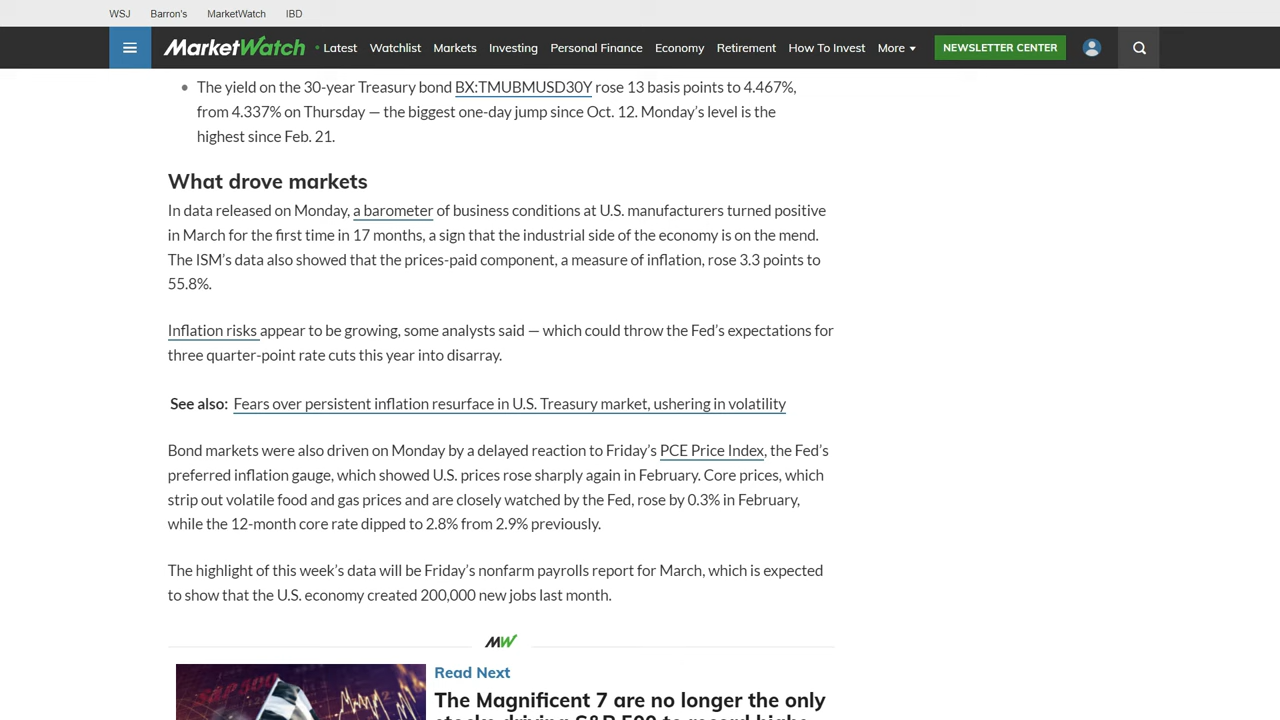 WSJ Barron's MarketWatch IBD
MarketWatch • Latest Watchlist Markets Investing Personal Finance Economy Retirement How To Invest More NEWSLETTER CENTER
• The yield on the 30-year Treasury bond BX:TMUBMUSD30Y rose 13 basis points to 4.467%,
from 4.337% on Thursday — the biggest one-day jump since Oct. 12. Monday’s level is the
highest since Feb. 21.
What drove markets
In data released on Monday, a barometer of business conditions at U.S. manufacturers turned positive
in March for the first time in 17 months, a sign that the industrial side of the economy is on the mend.
The ISM’s data also showed that the prices-paid component, a measure of inflation, rose 3.3 points to
55.8%.
Inflation risks appear to be growing, some analysts said — which could throw the Fed’s expectations for
three quarter-point rate cuts this year into disarray.
See also: Fears over persistent inflation resurface in U.S. Treasury market, ushering in volatility
Bond markets were also driven on Monday by a delayed reaction to Friday’s PCE Price Index, the Fed’s
preferred inflation gauge, which showed U.S. prices rose sharply again in February. Core prices, which
strip out volatile food and gas prices and are closely watched by the Fed, rose by 0.3% in February,
while the 12-month core rate dipped to 2.8% from 2.9% previously.
The highlight of this week’s data will be Friday’s nonfarm payrolls report for March, which is expected
to show that the U.S. economy created 200,000 new jobs last month.
MW
Read Next
The Magnificent 7 are no longer the only
stocks driving S&P 500 to record highs
S&P 500